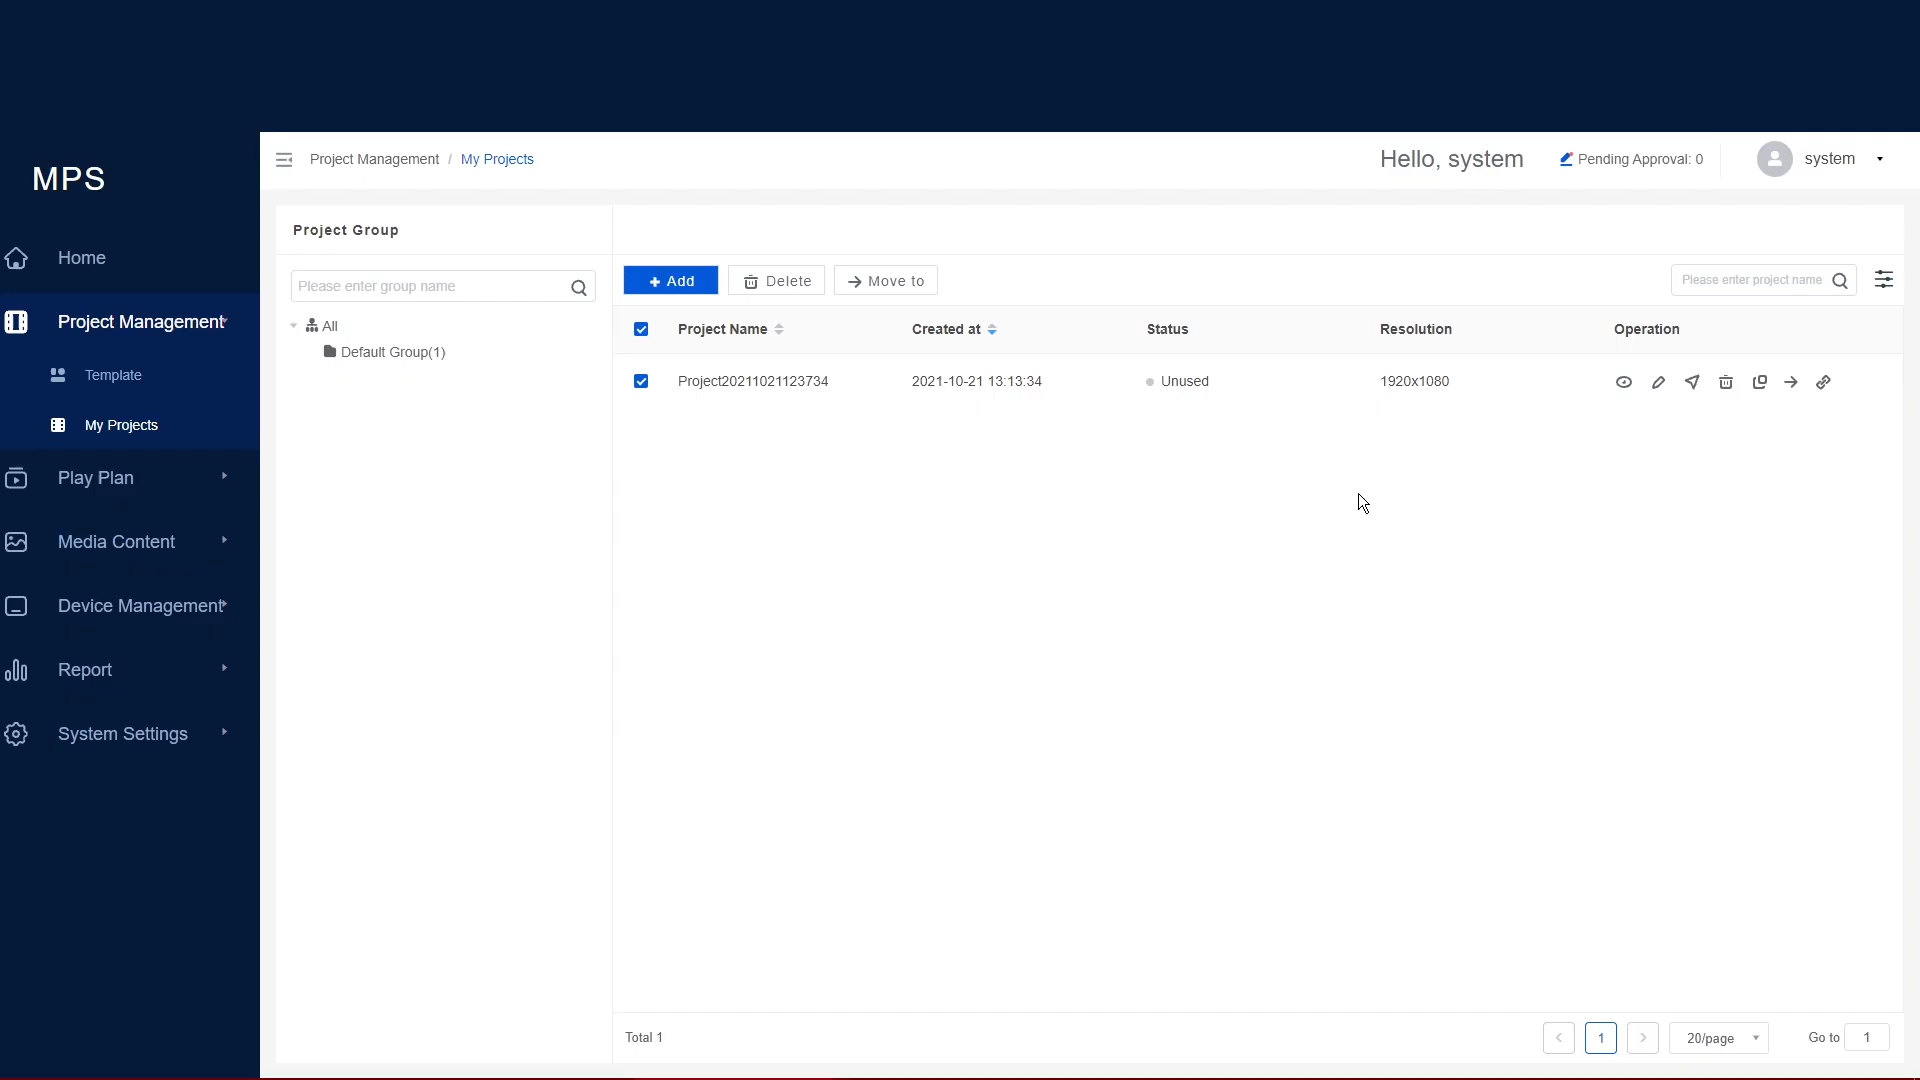 MPS
Home
Project Management
Template
My Projects
Play Plan
Media Content
Device Management
Report
System Settings
Project Management / My Projects
Hello, system
Pending Approval: 0
system
Project Group
Please enter group name
All
Default Group(1)
+ Add
Delete
Move to
Please enter project name
Project Name
Created at
Status
Resolution
Operation
Project20211021123734
2021-10-21 13:13:34
Unused
1920x1080
Total 1
1
20/page
Go to
1